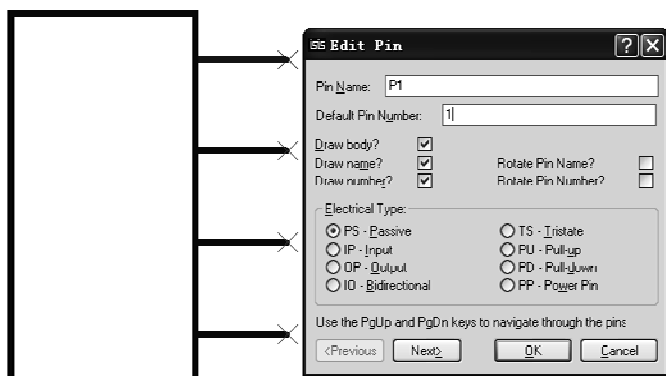 ISIS Edit Pin
Pin Name: P1
Default Pin Number: 1
Draw body?
Draw name? Rotate Pin Name?
Draw number? Rotate Pin Number?
Electrical Type:
PS - Passive TS - Tristate
IP - Input PU - Pull-up
OP - Output PD - Pull-down
IO - Bidirectional PP - Power Pin
Use the PgUp and PgDn keys to navigate through the pins
<Previous Next> OK Cancel